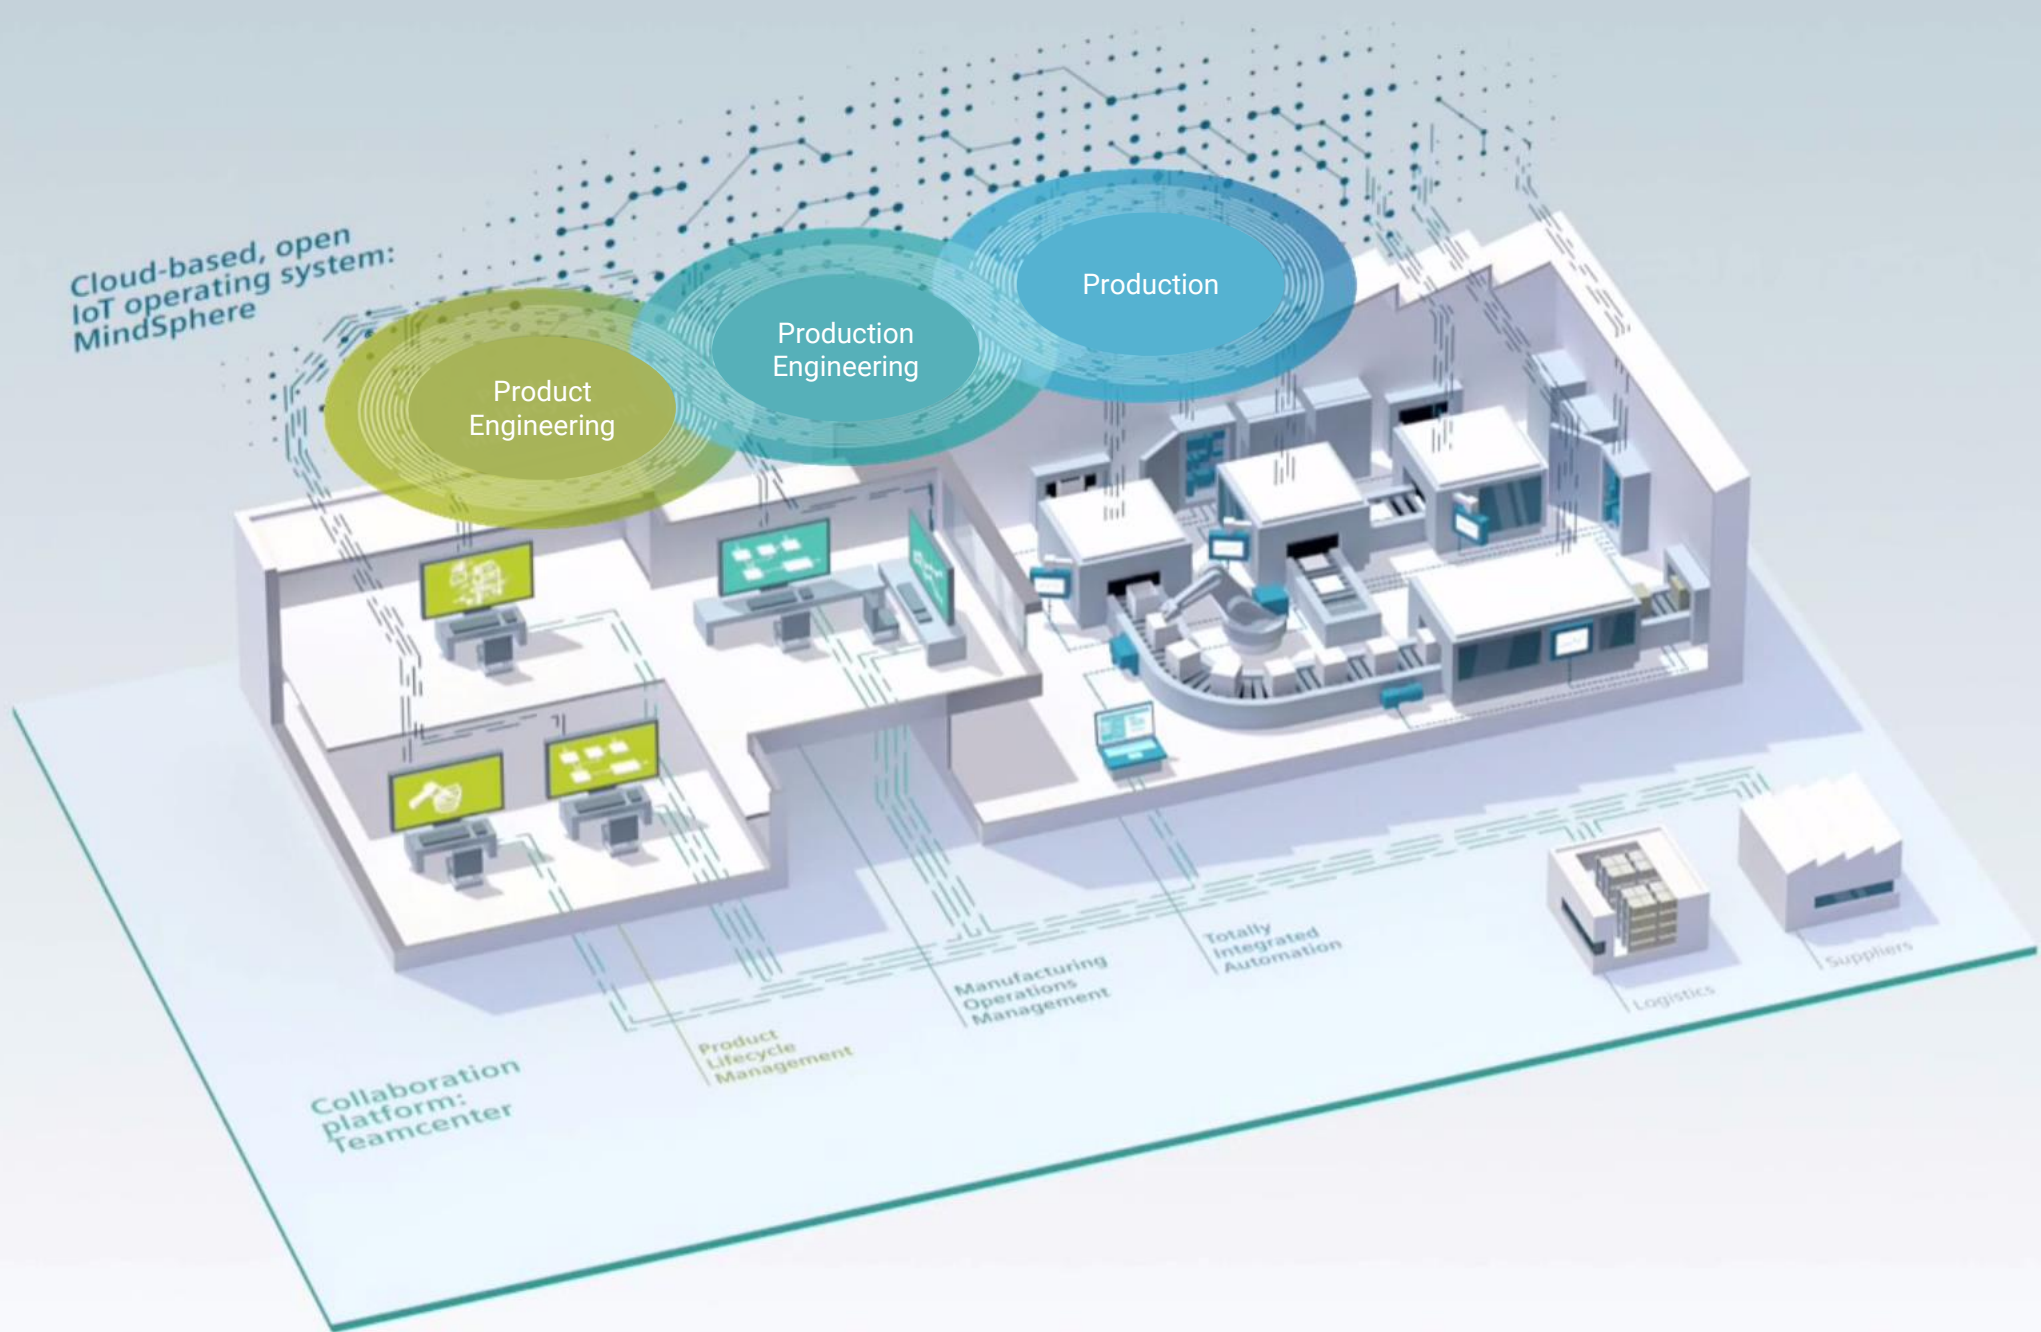 Cloud-based, open
IoT operating system:
MindSphere
Product
Engineering
Production
Engineering
Production
Collaboration
platform:
Teamcenter
Product
Lifecycle
Management
Manufacturing
Operations
Management
Totally
Integrated
Automation
Logistics
Suppliers